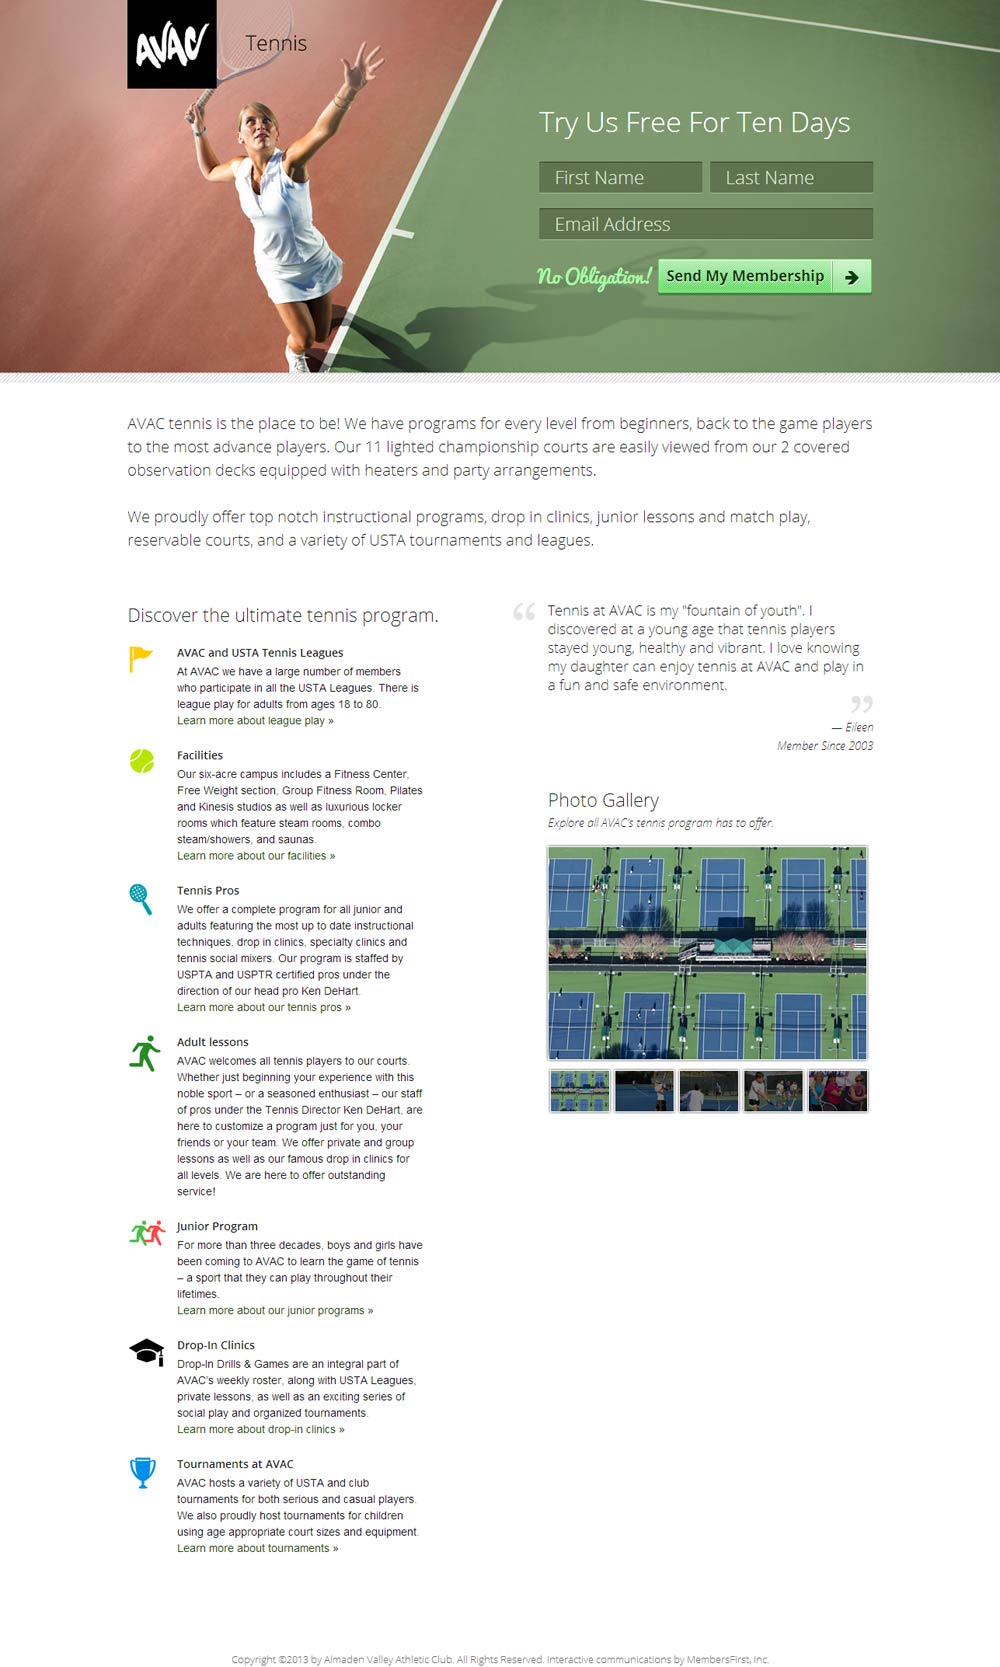 AVAC
Tennis
Try Us Free For Ten Days
First Name
Last Name
Email Address
No Obligation!
Send My Membership
AVAC tennis is the place to be! We have programs for every level from beginners, back to the game players
to the most advance players. Our 11 lighted championship courts are easily viewed from our 2 covered
observation decks equipped with heaters and party arrangements.
We proudly offer top notch instructional programs, drop in clinics, junior lessons and match play,
reservable courts, and a variety of USTA tournaments and leagues.
Discover the ultimate tennis program.
AVAC and USTA Tennis Leagues
At AVAC we have a large number of members
who participate in all the USTA Leagues. There is
league play for adults from ages 18 to 80.
Learn more about league play »
Facilities
Our six-acre campus includes a Fitness Center,
Free Weight section, Group Fitness Room, Pilates
and Kinesis studios as well as luxurious locker
rooms which feature steam rooms, combo
steam/showers, and saunas.
Learn more about our facilities »
Tennis Pros
We offer a complete program for all junior and
adults featuring the most up to date instructional
techniques, drop in clinics, specialty clinics and
tennis social mixers. Our program is staffed by
USPTA and USPTR certified pros under the
direction of our head pro Ken DeHart.
Learn more about our tennis pros »
Adult lessons
AVAC welcomes all tennis players to our courts.
Whether just beginning your experience with this
noble sport – or a seasoned enthusiast – our staff
of pros under the Tennis Director Ken DeHart, are
here to customize a program just for you, your
friends or your team. We offer private and group
lessons as well as our famous drop in clinics for
all levels. We are here to offer outstanding
service!
Junior Program
For more than three decades, boys and girls have
been coming to AVAC to learn the game of tennis
– a sport that they can play throughout their
lifetimes.
Learn more about our junior programs »
Drop-In Clinics
Drop-In Drills & Games are an integral part of
AVAC's weekly roster, along with USTA Leagues,
private lessons, as well as an exciting series of
social play and organized tournaments.
Learn more about drop-in clinics »
Tournaments at AVAC
AVAC hosts a variety of USTA and club
tournaments for both serious and casual players.
We also proudly host tournaments for children
using age appropriate court sizes and equipment.
Learn more about tournaments »
“ Tennis at AVAC is my "fountain of youth". I
discovered at a young age that tennis players
stayed young, healthy and vibrant. I love knowing
my daughter can enjoy tennis at AVAC and play in
a fun and safe environment.
”
— Eileen
Member Since 2003
Photo Gallery
Explore all AVAC's tennis program has to offer.
Copyright ©2013 by Almaden Valley Athletic Club. All Rights Reserved. Interactive communications by MembersFirst, Inc.